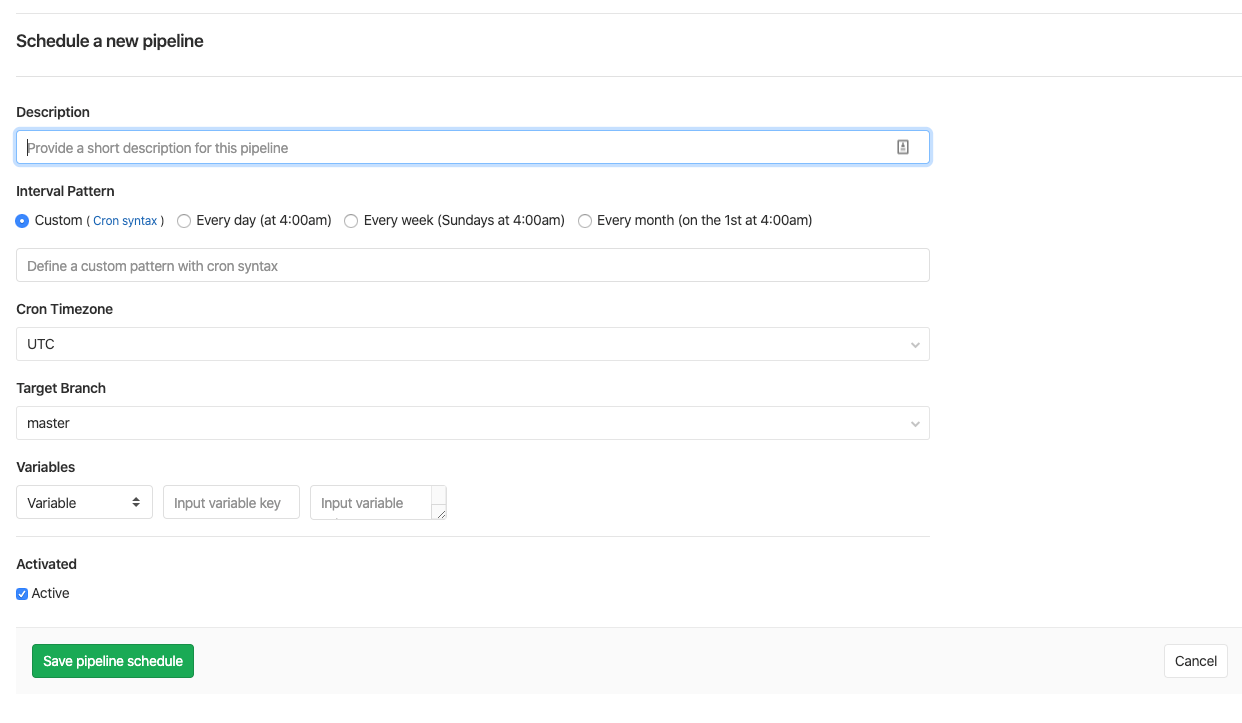 Schedule a new pipeline
Description
Provide a short description for this pipeline
Interval Pattern
Custom ( Cron syntax ) Every day (at 4:00am) Every week (Sundays at 4:00am) Every month (on the 1st at 4:00am)
Define a custom pattern with cron syntax
Cron Timezone
UTC
Target Branch
master
Variables
Variable Input variable key Input variable
Activated
Active
Save pipeline schedule Cancel